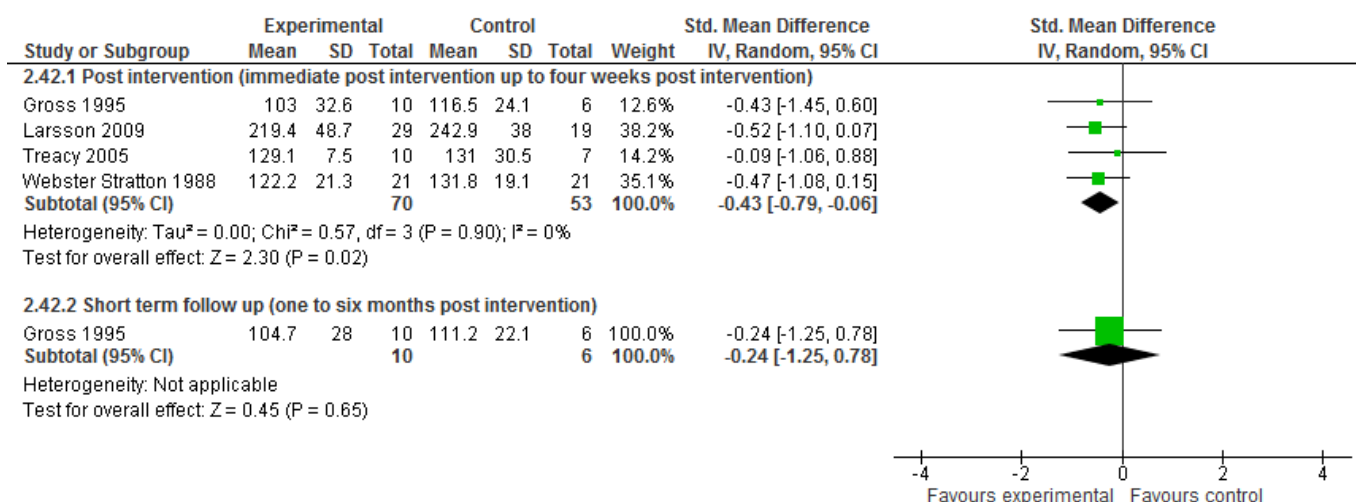 Experimental Control Std. Mean Difference Std. Mean Difference
Study or Subgroup Mean SD Total Mean SD Total Weight IV, Random, 95% CI IV, Random, 95% CI
2.42.1 Post intervention (immediate post intervention up to four weeks post intervention)
Gross 1995 103 32.6 10 116.5 24.1 6 12.6% -0.43 [-1.45, 0.60]
Larsson 2009 219.4 48.7 29 242.9 38 19 38.2% -0.52 [-1.10, 0.07]
Treacy 2005 129.1 7.5 10 131 30.5 7 14.2% -0.09 [-1.06, 0.88]
Webster Stratton 1988 122.2 21.3 21 131.8 19.1 21 35.1% -0.47 [-1.08, 0.15]
Subtotal (95% CI) 70 53 100.0% -0.43 [-0.79, -0.06]
Heterogeneity: Tau² = 0.00; Chi² = 0.57, df = 3 (P = 0.90); I² = 0%
Test for overall effect: Z = 2.30 (P = 0.02)
2.42.2 Short term follow up (one to six months post intervention)
Gross 1995 104.7 28 10 111.2 22.1 6 100.0% -0.24 [-1.25, 0.78]
Subtotal (95% CI) 10 6 100.0% -0.24 [-1.25, 0.78]
Heterogeneity: Not applicable
Test for overall effect: Z = 0.45 (P = 0.65)
-4 -2 0 2 4
Favours experimental Favours control